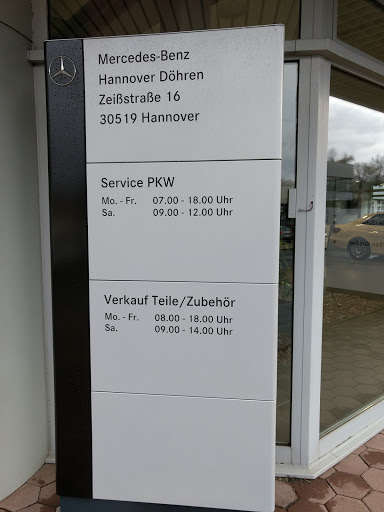 Mercedes-Benz
Hannover Döhren
Zeißstraße 16
30519 Hannover
Service PKW
Mo. - Fr. 07.00 - 18.00 Uhr
Sa. 09.00 - 12.00 Uhr
Verkauf Teile/Zubehör
Mo. - Fr. 08.00 - 18.00 Uhr
Sa. 09.00 - 14.00 Uhr